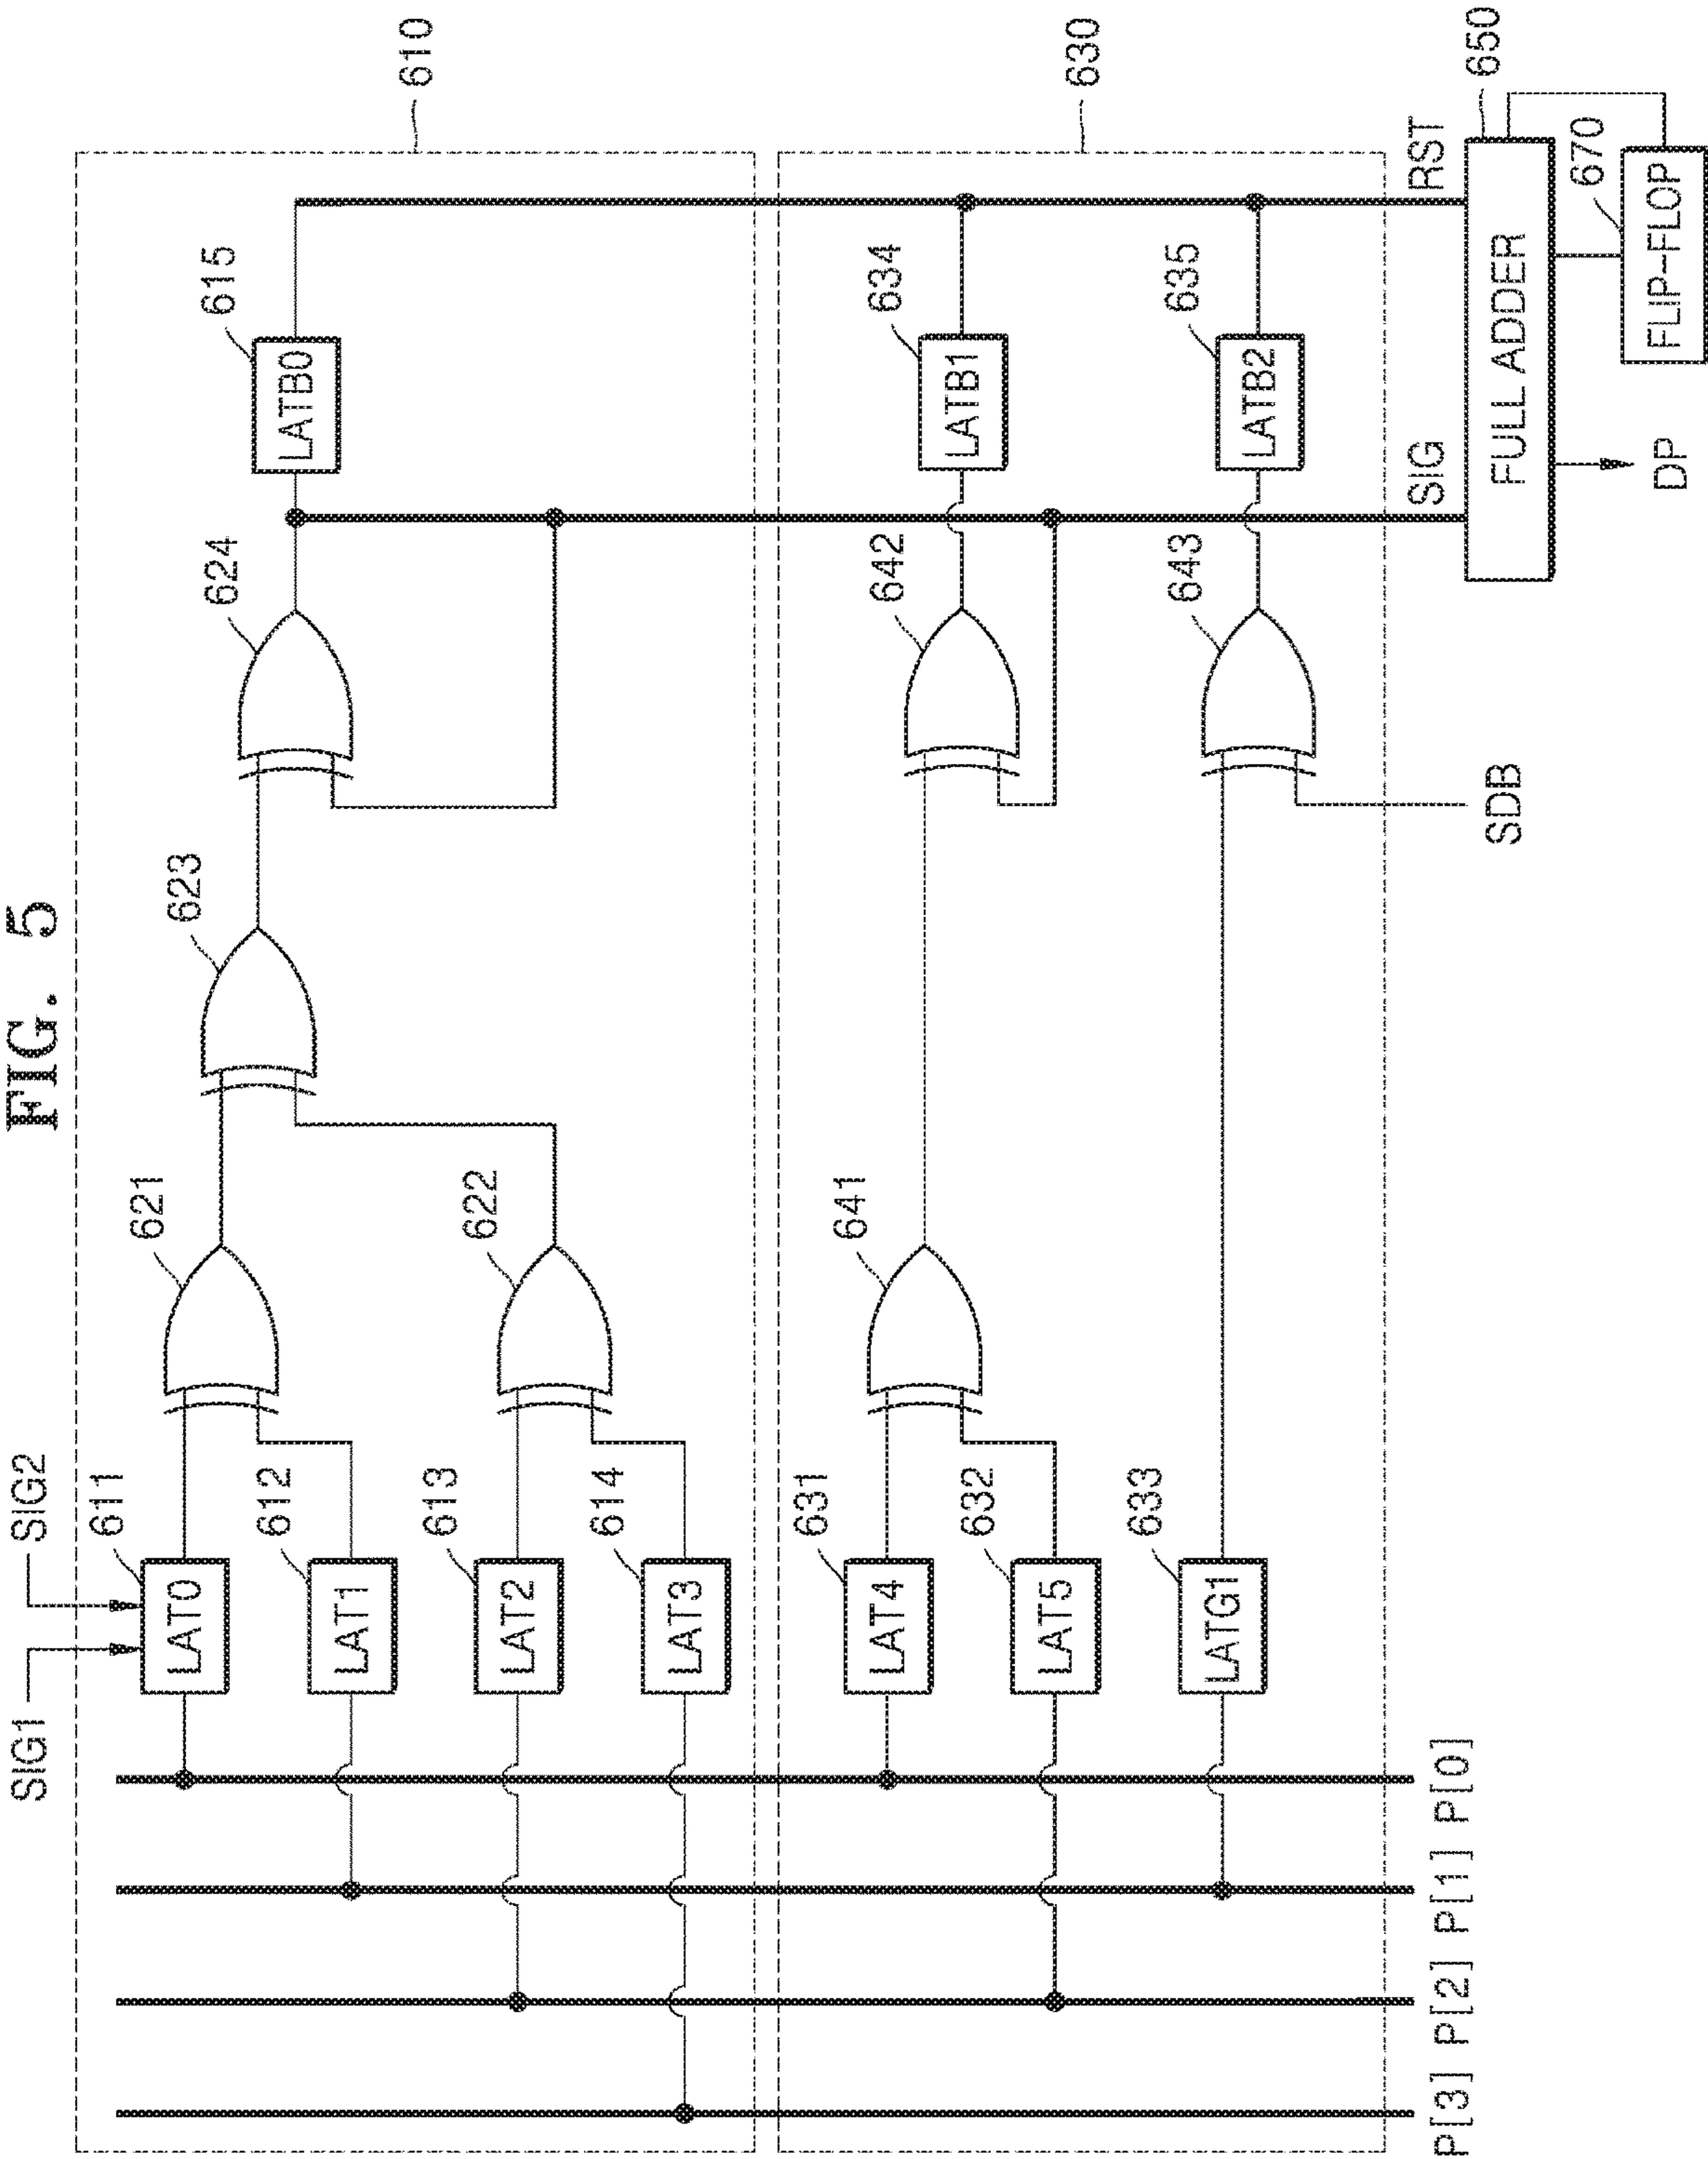 FIG. 5
SIG1
SIG2
610
611
LAT0
621
623
624
615
LATB0
612
LAT1
613
LAT2
622
614
LAT3
630
631
LAT4
641
642
634
LATB1
632
LAT5
633
LATG1
643
635
LATB2
P[3] P[2] P[1] P[0]
SDB
SIG
RST
650
FULL ADDER
670
FLIP-FLOP
DP